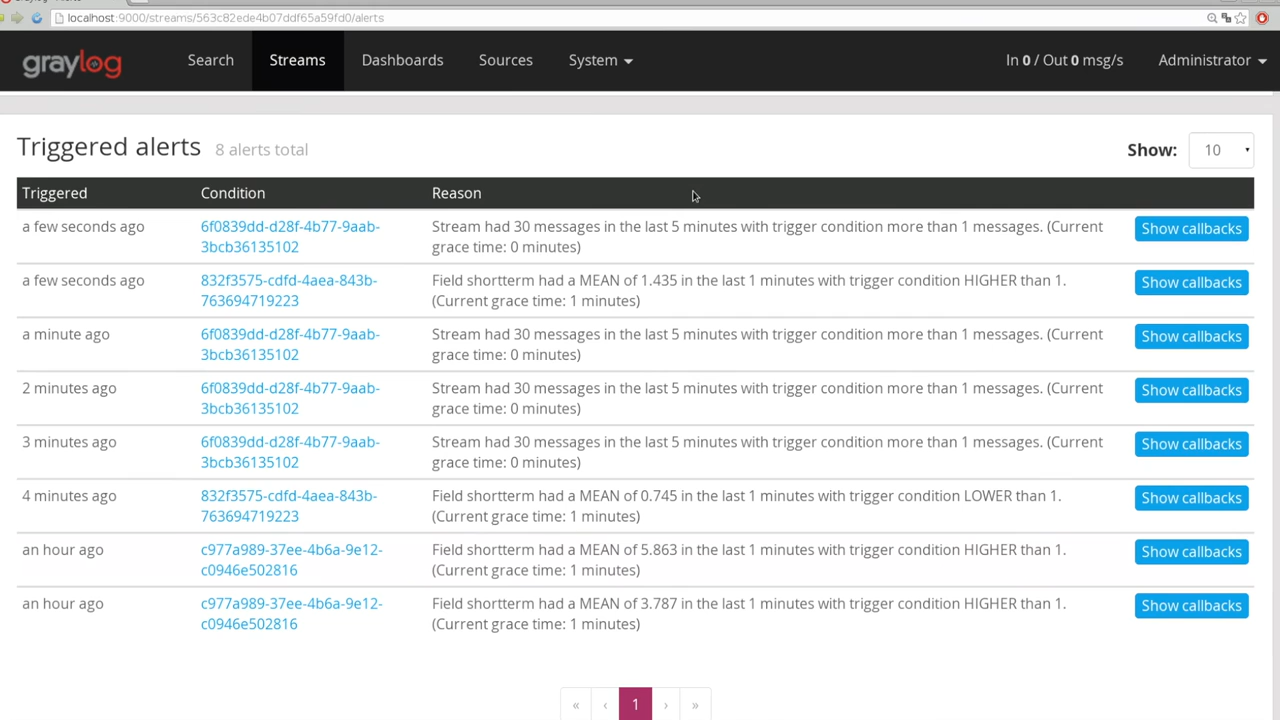 localhost:9000/streams/563c82ede4b07ddf65a59fd0/alerts
graylog Search Streams Dashboards Sources System In 0 / Out 0 msg/s Administrator
Triggered alerts 8 alerts total Show: 10
Triggered Condition Reason
a few seconds ago 6f0839dd-d28f-4b77-9aab- Stream had 30 messages in the last 5 minutes with trigger condition more than 1 messages. (Current Show callbacks
3bcb36135102 grace time: 0 minutes)
a few seconds ago 832f3575-cdfd-4aea-843b- Field shortterm had a MEAN of 1.435 in the last 1 minutes with trigger condition HIGHER than 1. Show callbacks
763694719223 (Current grace time: 1 minutes)
a minute ago 6f0839dd-d28f-4b77-9aab- Stream had 30 messages in the last 5 minutes with trigger condition more than 1 messages. (Current Show callbacks
3bcb36135102 grace time: 0 minutes)
2 minutes ago 6f0839dd-d28f-4b77-9aab- Stream had 30 messages in the last 5 minutes with trigger condition more than 1 messages. (Current Show callbacks
3bcb36135102 grace time: 0 minutes)
3 minutes ago 6f0839dd-d28f-4b77-9aab- Stream had 30 messages in the last 5 minutes with trigger condition more than 1 messages. (Current Show callbacks
3bcb36135102 grace time: 0 minutes)
4 minutes ago 832f3575-cdfd-4aea-843b- Field shortterm had a MEAN of 0.745 in the last 1 minutes with trigger condition LOWER than 1. Show callbacks
763694719223 (Current grace time: 1 minutes)
an hour ago c977a989-37ee-4b6a-9e12- Field shortterm had a MEAN of 5.863 in the last 1 minutes with trigger condition HIGHER than 1. Show callbacks
c0946e502816 (Current grace time: 1 minutes)
an hour ago c977a989-37ee-4b6a-9e12- Field shortterm had a MEAN of 3.787 in the last 1 minutes with trigger condition HIGHER than 1. Show callbacks
c0946e502816 (Current grace time: 1 minutes)
« ‹ 1 › »